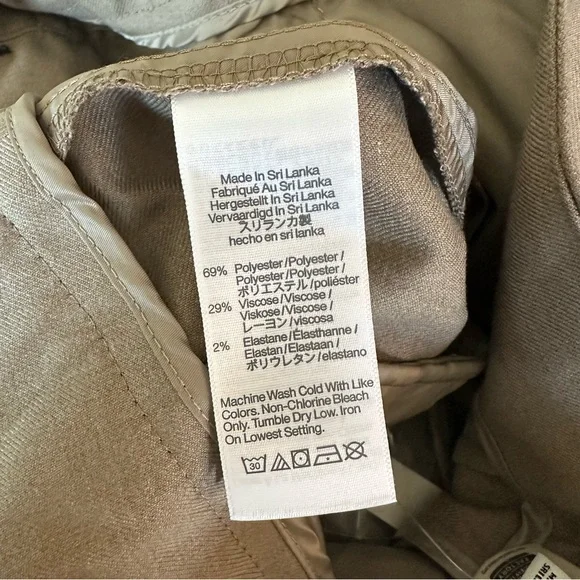 Made In Sri Lanka
Fabriqué Au Sri Lanka
Hergestellt In Sri Lanka
Vervaardigd In Sri Lanka
スリランカ製
hecho en sri lanka
69% Polyester/Polyester/
Polyester/Polyester/
ポリエステル/poliéster
29% Viscose/Viscose/
Viskose/Viscose/
レーヨン/viscosa
2% Elastane/Élasthanne/
Elastan/Elastaan/
ポリウレタン/elastano
Machine Wash Cold With Like
Colors. Non-Chlorine Bleach
Only. Tumble Dry Low. Iron
On Lowest Setting.
30